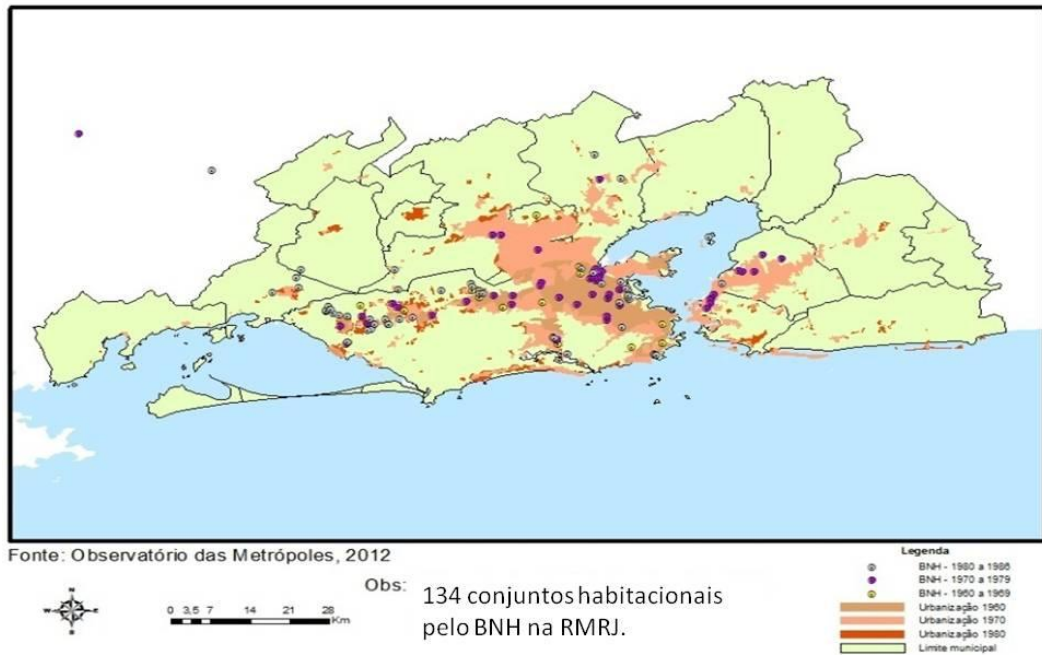 Fonte: Observatório das Metrópoles, 2012
N
W E
S
0 3,5 7 14 21 28
Km
Obs:
134 conjuntos habitacionais
pelo BNH na RMRJ.
Legenda
BNH - 1980 a 1986
BNH - 1970 a 1979
BNH - 1960 a 1969
Urbanização 1960
Urbanização 1970
Urbanização 1980
Limite municipal